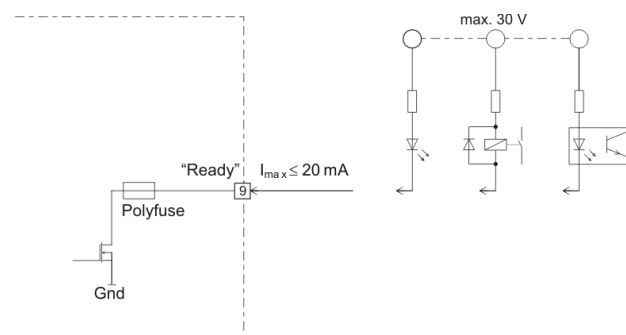 max. 30 V
"Ready"
Imax ≤ 20 mA
9
Polyfuse
Gnd